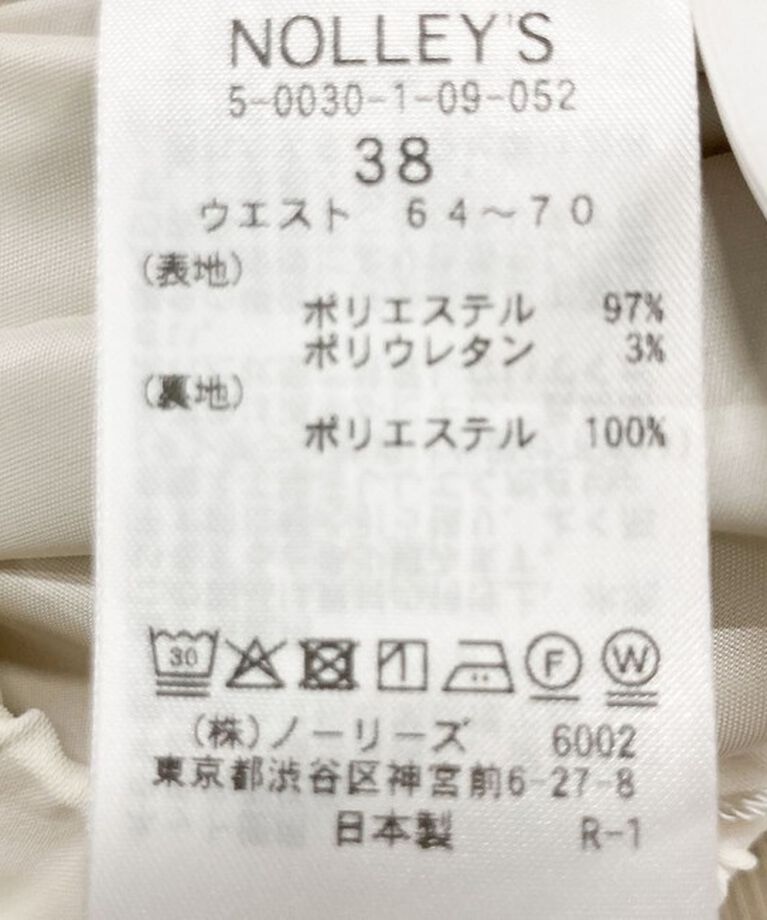 NOLLEY'S
5-0030-1-09-052
38
ウエスト 64～70
(表地)
ポリエステル 97%
ポリウレタン 3%
(裏地)
ポリエステル 100%
30 F W
(株)ノーリーズ 6002
東京都渋谷区神宮前6-27-8
日本製 R-1